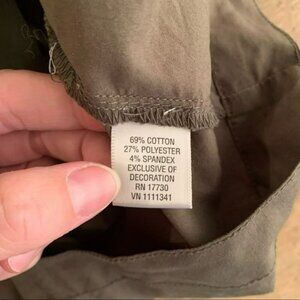 69% COTTON
27% POLYESTER
4% SPANDEX
EXCLUSIVE OF
DECORATION
RN 17730
VN 1111341